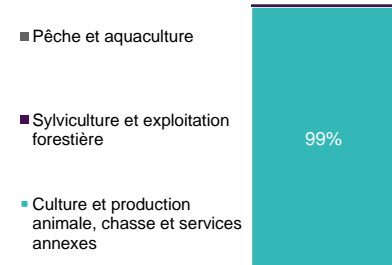 Pêche et aquaculture
Sylviculture et exploitation
forestière
99%
Culture et production
animale, chasse et services
annexes